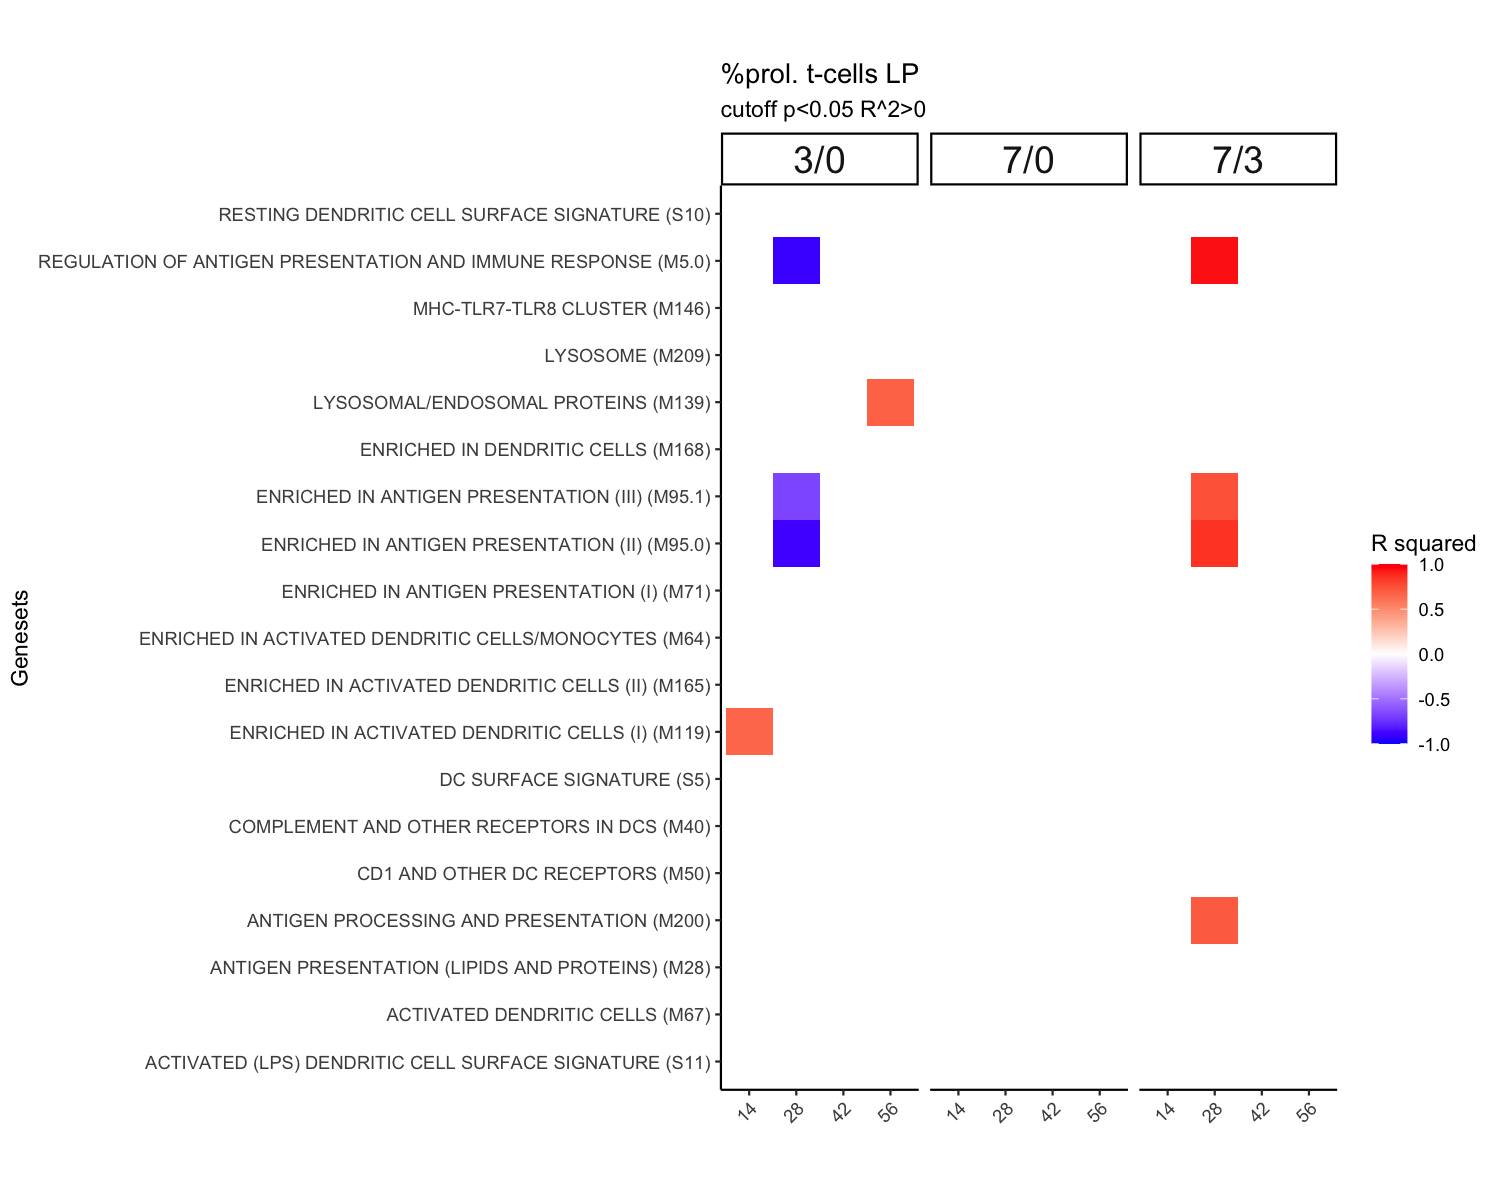 %prol. t-cells LP
cutoff p<0.05 R^2>0
3/0 7/0 7/3
RESTING DENDRITIC CELL SURFACE SIGNATURE (S10)
REGULATION OF ANTIGEN PRESENTATION AND IMMUNE RESPONSE (M5.0)
MHC-TLR7-TLR8 CLUSTER (M146)
LYSOSOME (M209)
LYSOSOMAL/ENDOSOMAL PROTEINS (M139)
ENRICHED IN DENDRITIC CELLS (M168)
ENRICHED IN ANTIGEN PRESENTATION (III) (M95.1)
ENRICHED IN ANTIGEN PRESENTATION (II) (M95.0)
ENRICHED IN ANTIGEN PRESENTATION (I) (M71)
ENRICHED IN ACTIVATED DENDRITIC CELLS/MONOCYTES (M64)
ENRICHED IN ACTIVATED DENDRITIC CELLS (II) (M165)
ENRICHED IN ACTIVATED DENDRITIC CELLS (I) (M119)
DC SURFACE SIGNATURE (S5)
COMPLEMENT AND OTHER RECEPTORS IN DCS (M40)
CD1 AND OTHER DC RECEPTORS (M50)
ANTIGEN PROCESSING AND PRESENTATION (M200)
ANTIGEN PRESENTATION (LIPIDS AND PROTEINS) (M28)
ACTIVATED DENDRITIC CELLS (M67)
ACTIVATED (LPS) DENDRITIC CELL SURFACE SIGNATURE (S11)
Genesets
14 28 42 56 14 28 42 56 14 28 42 56
R squared
1.0
0.5
0.0
-0.5
-1.0